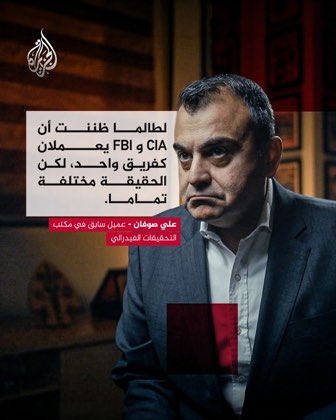 الجزيرة
لطالما ظننت أن
CIA و FBI يعملان
كفريق واحد، لكن
الحقيقة مختلفة
تماما.
علي صوفان - عميل سابق في مكتب
التحقيقات الفيدرالي